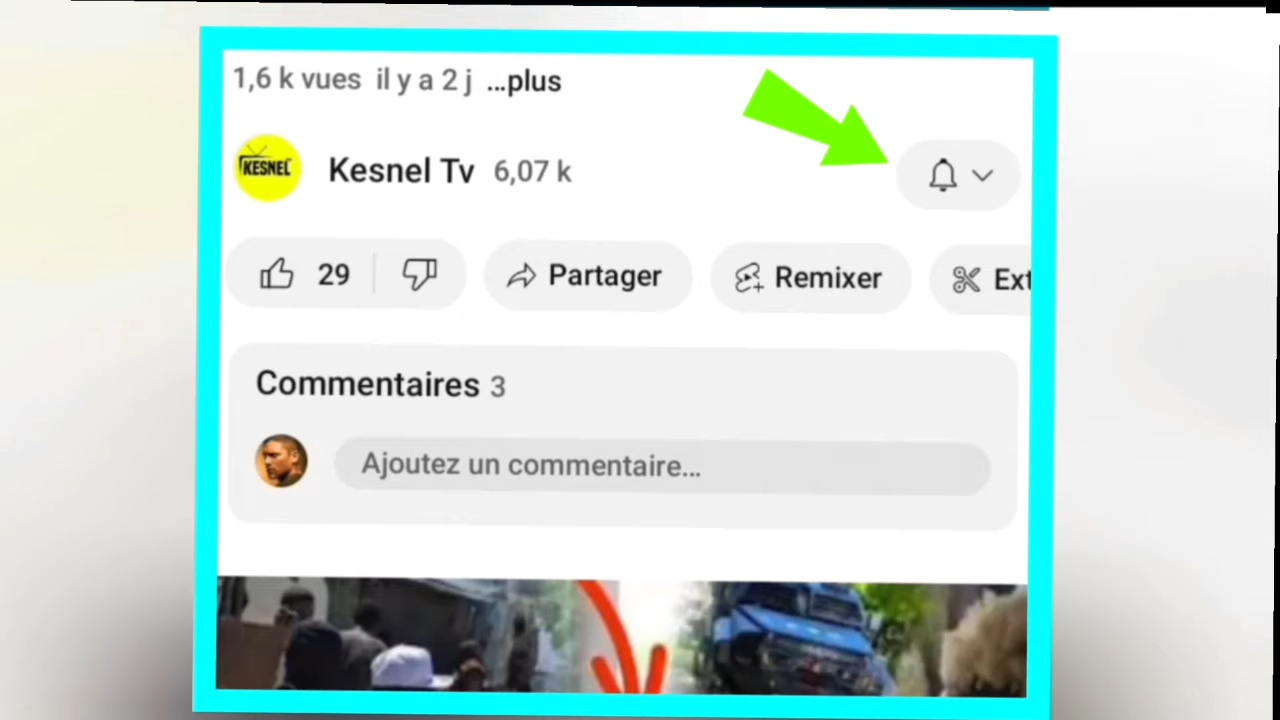 1,6 k vues il y a 2 j ...plus
KESNEL
Kesnel Tv 6,07 k
29 Partager Remixer Ext
Commentaires 3
Ajoutez un commentaire...